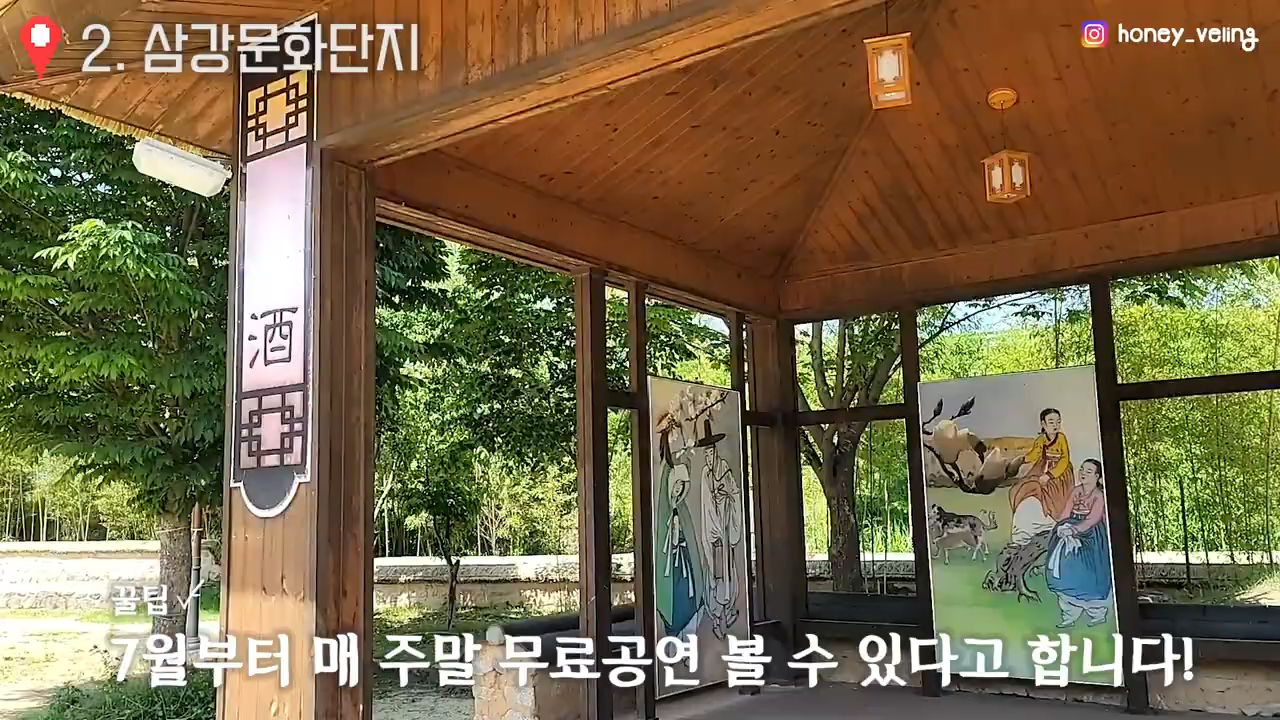 2. 삼강문화단지
honey_veling
酒
꿀팁✓
7월부터 매 주말 무료공연 볼 수 있다고 합니다!